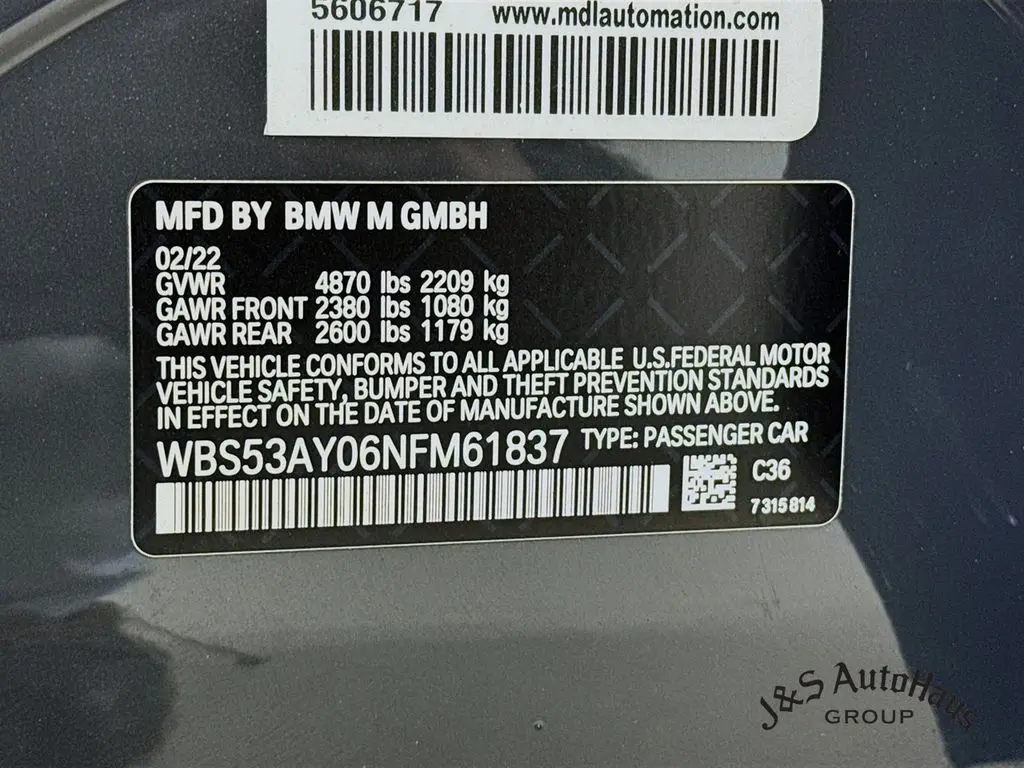 5606717 www.mdlautomation.com
MFD BY BMW M GMBH
02/22
GVWR 4870 lbs 2209 kg
GAWR FRONT 2380 lbs 1080 kg
GAWR REAR 2600 lbs 1179 kg
THIS VEHICLE CONFORMS TO ALL APPLICABLE U.S.FEDERAL MOTOR
VEHICLE SAFETY, BUMPER AND THEFT PREVENTION STANDARDS
IN EFFECT ON THE DATE OF MANUFACTURE SHOWN ABOVE.
WBS53AY06NFM61837 TYPE: PASSENGER CAR
C36
7315814
J&S AutoHaus
GROUP